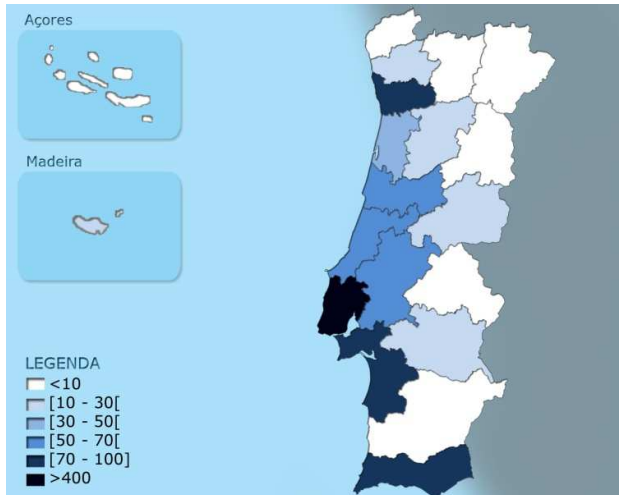 Açores
Madeira
LEGENDA
<10
[10 - 30[
[30 - 50[
[50 - 70[
[70 - 100]
>400